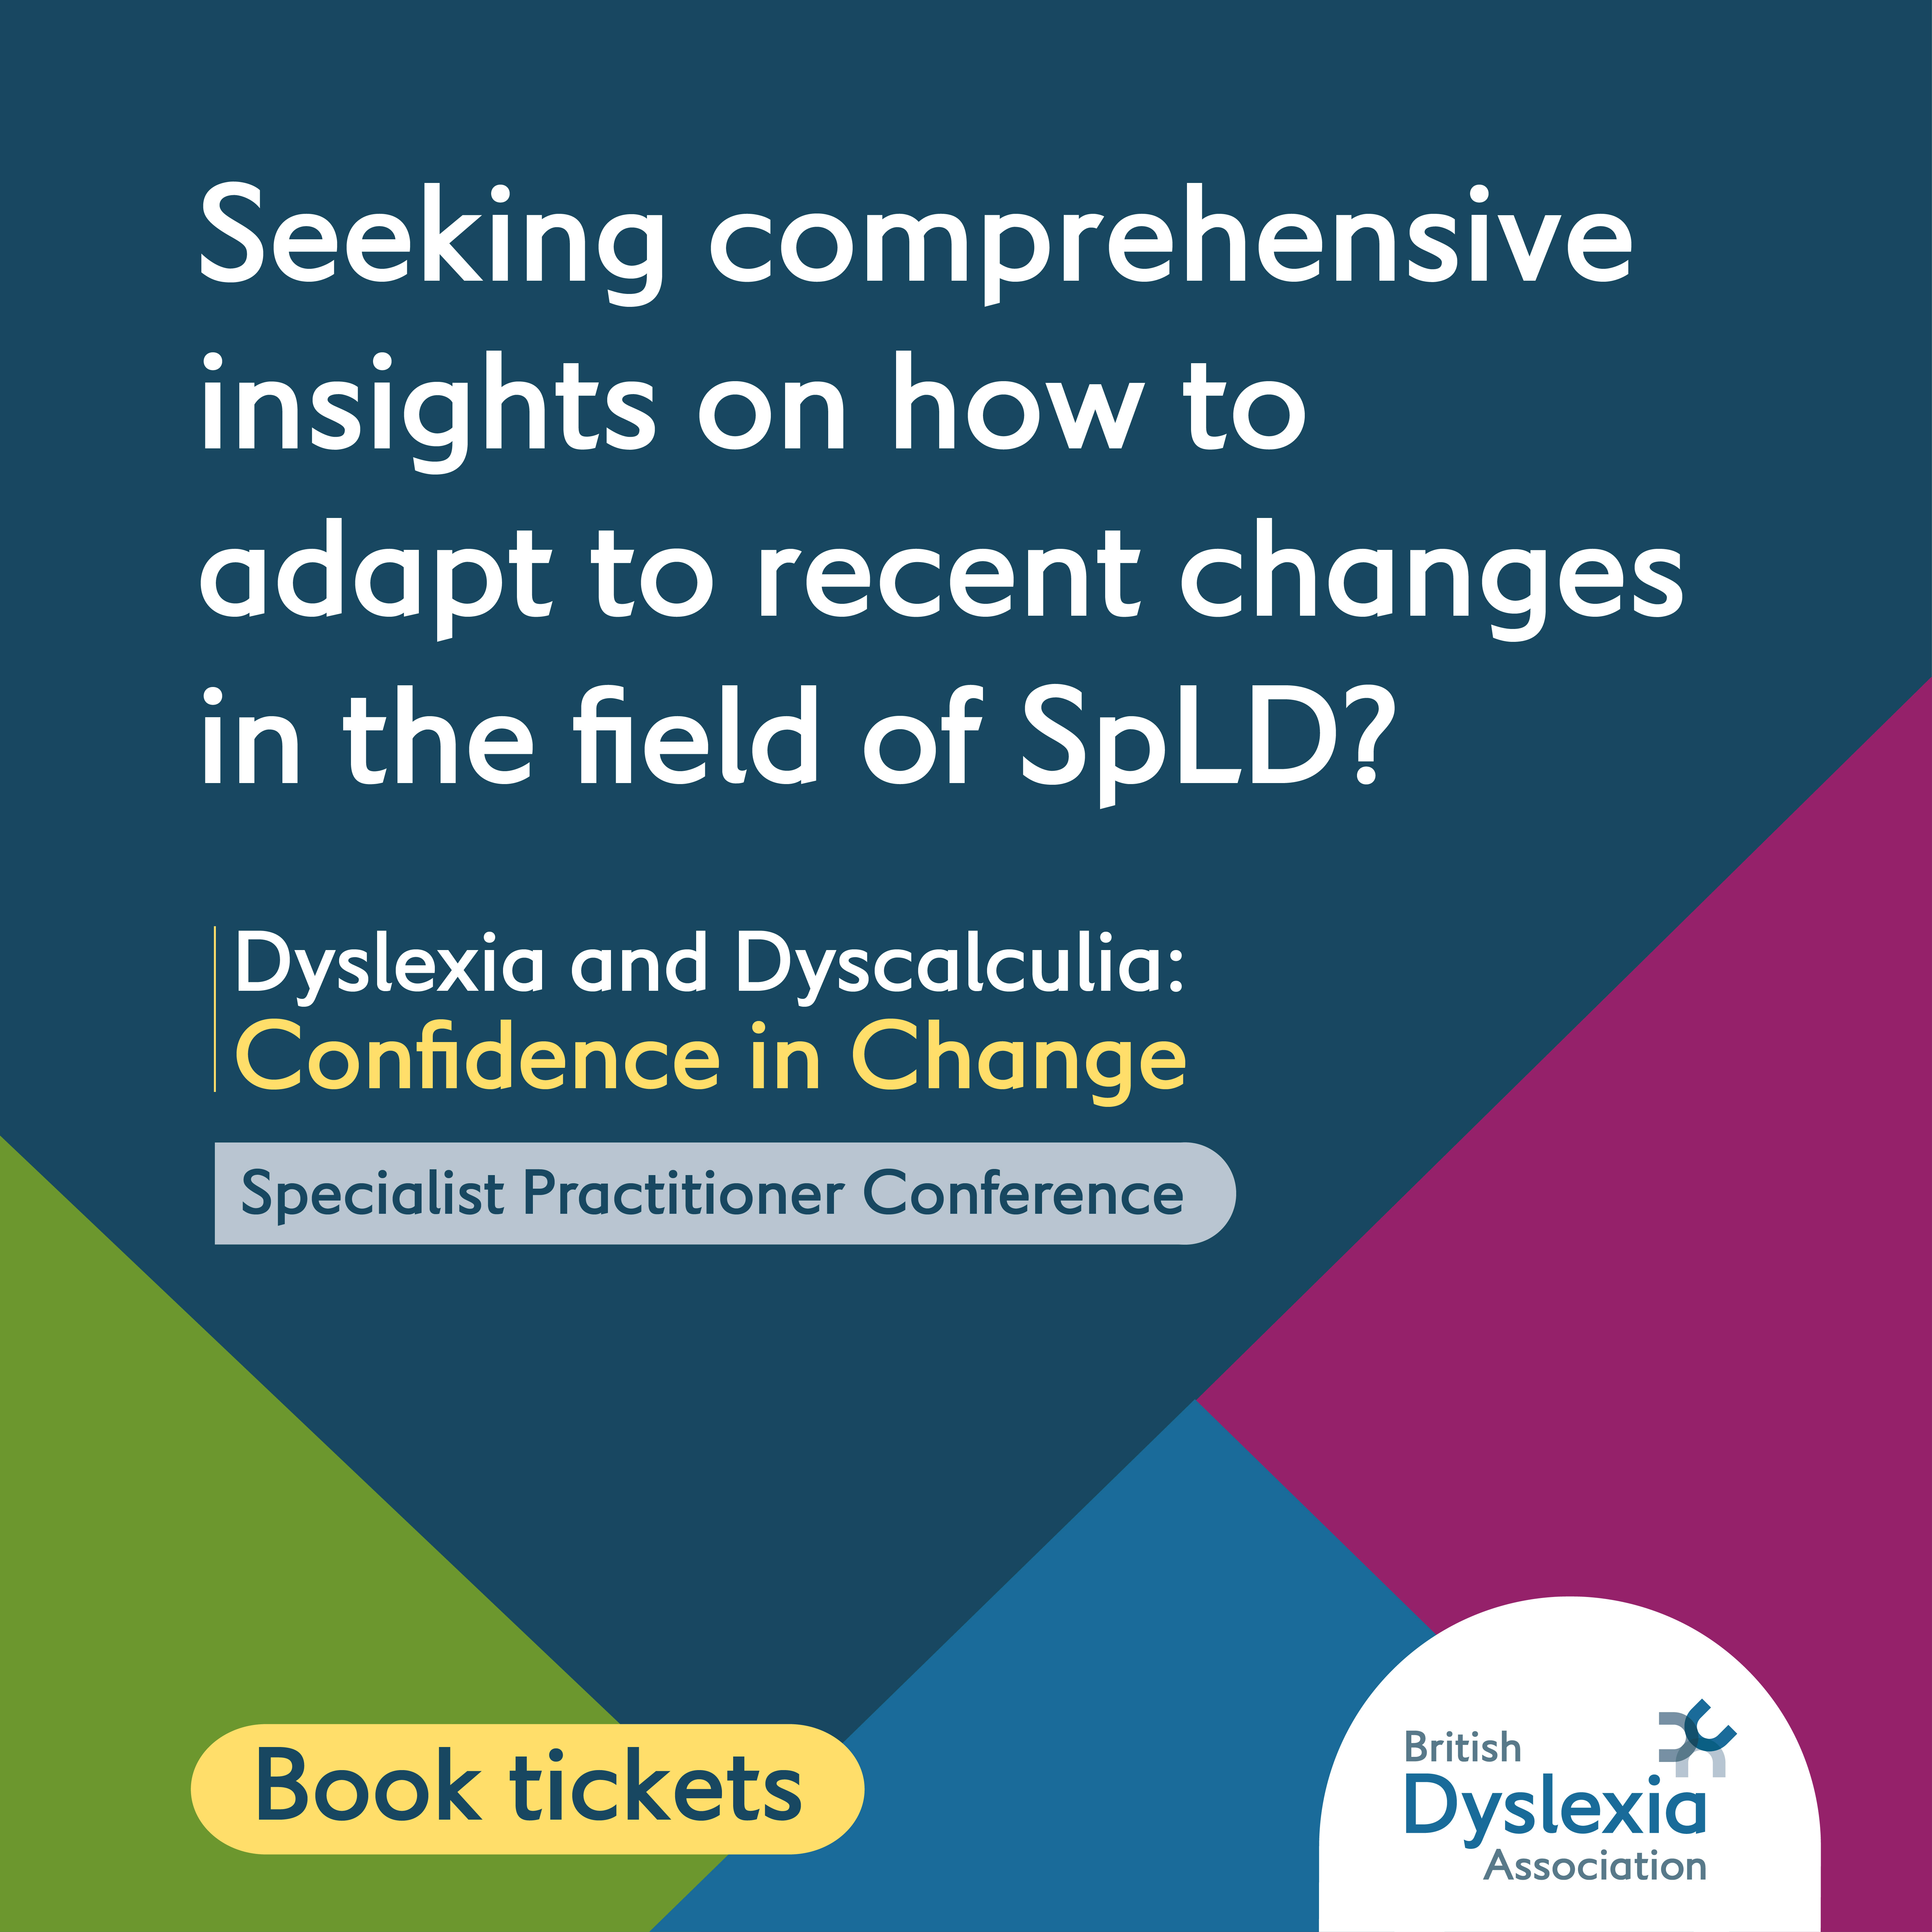 Seeking comprehensive
insights on how to
adapt to recent changes
in the field of SpLD?
Dyslexia and Dyscalculia:
Confidence in Change
Specialist Practitioner Conference
Book tickets
British
Dyslexia
Association